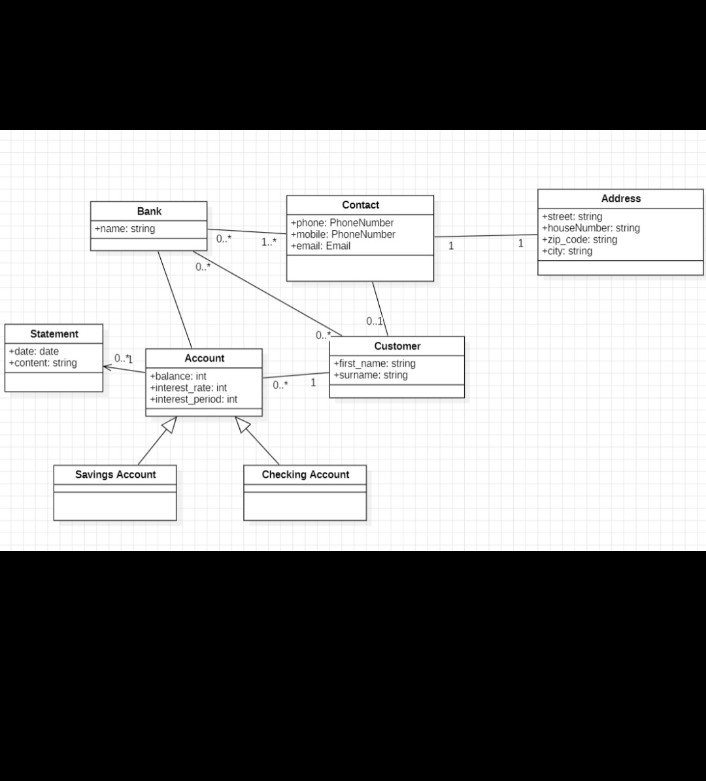 Bank
+name: string
0..*
1..*
Contact
+phone: PhoneNumber
+mobile: PhoneNumber
+email: Email
1
1
Address
+street: string
+houseNumber: string
+zip_code: string
+city: string
0..*
0..1
0..*
Statement
+date: date
+content: string
0..*
1
Account
+balance: int
+interest_rate: int
+interest_period: int
0..*
1
Customer
+first_name: string
+surname: string
Savings Account
Checking Account